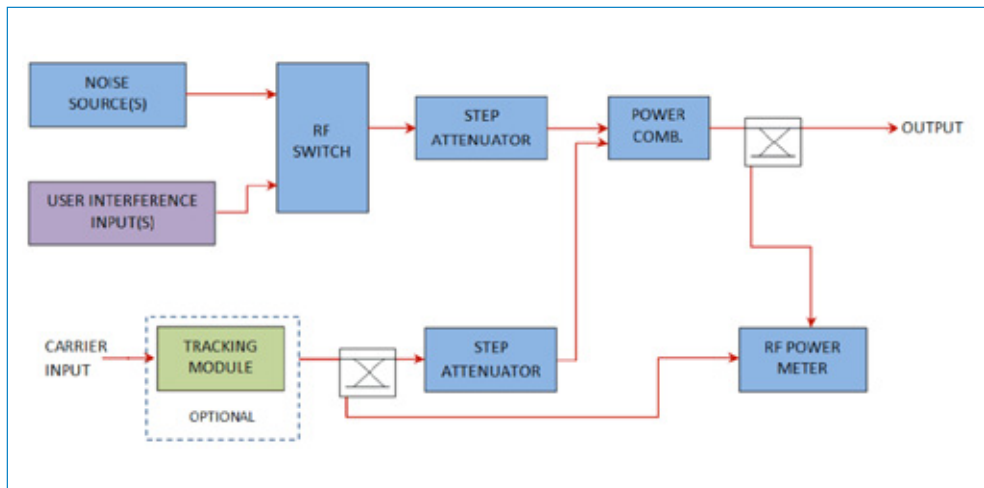 NOISE
SOURCE(S)
RF
SWITCH
STEP
ATTENUATOR
POWER
COMB.
OUTPUT
USER INTERFERENCE
INPUT(S)
CARRIER
INPUT
TRACKING
MODULE
OPTIONAL
STEP
ATTENUATOR
RF POWER
METER